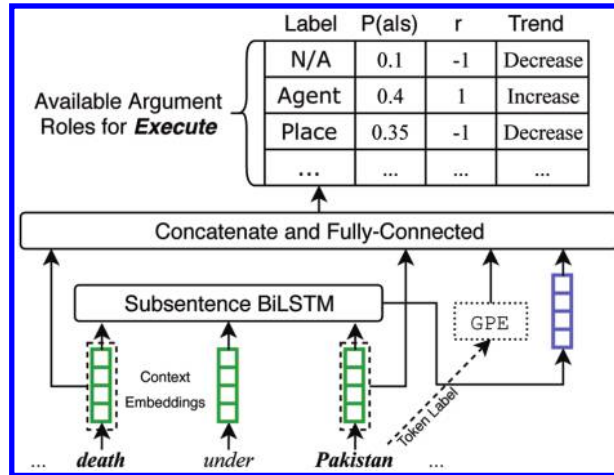 Label P(als) r Trend
N/A 0.1 -1 Decrease
Agent 0.4 1 Increase
Place 0.35 -1 Decrease
... ... ... ...
Available Argument
Roles for Execute
Concatenate and Fully-Connected
Subsentence BiLSTM
GPE
Context
Embeddings
Token Label
... death under Pakistan ...